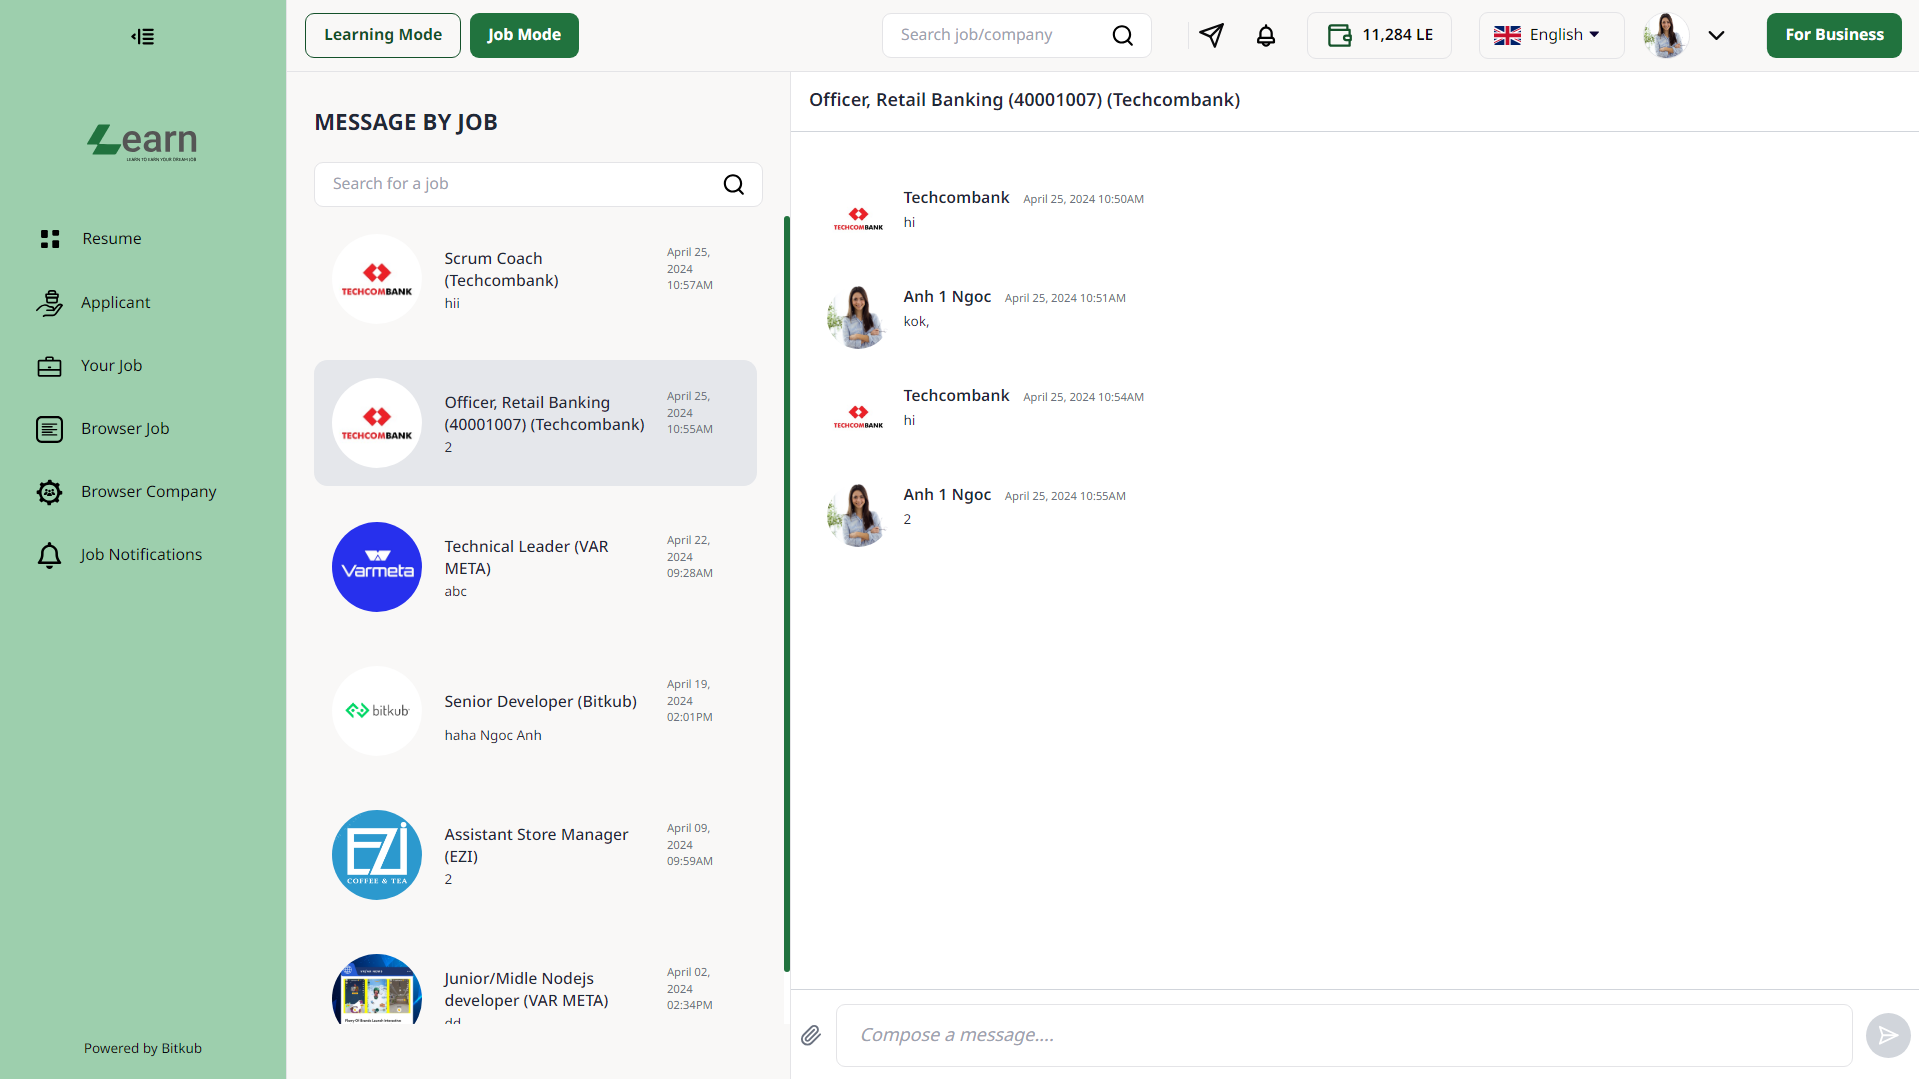 Learning Mode
Job Mode
Search job/company
11,284 LE
English
For Business
Learn
LEARN TO EARN YOUR DREAM JOB
Resume
Applicant
Your Job
Browser Job
Browser Company
Job Notifications
Powered by Bitkub
MESSAGE BY JOB
Search for a job
TECHCOMBANK
Scrum Coach
(Techcombank)
hii
April 25,
2024
10:57AM
TECHCOMBANK
Officer, Retail Banking
(40001007) (Techcombank)
2
April 25,
2024
10:55AM
Varmeta
Technical Leader (VAR
META)
abc
April 22,
2024
09:28AM
bitkub
Senior Developer (Bitkub)
haha Ngoc Anh
April 19,
2024
02:01PM
EZI
COFFEE & TEA
Assistant Store Manager
(EZI)
2
April 09,
2024
09:59AM
Junior/Midle Nodejs
developer (VAR META)
dd
April 02,
2024
02:34PM
Officer, Retail Banking (40001007) (Techcombank)
TECHCOMBANK
Techcombank April 25, 2024 10:50AM
hi
Anh 1 Ngoc April 25, 2024 10:51AM
kok,
TECHCOMBANK
Techcombank April 25, 2024 10:54AM
hi
Anh 1 Ngoc April 25, 2024 10:55AM
2
Compose a message....